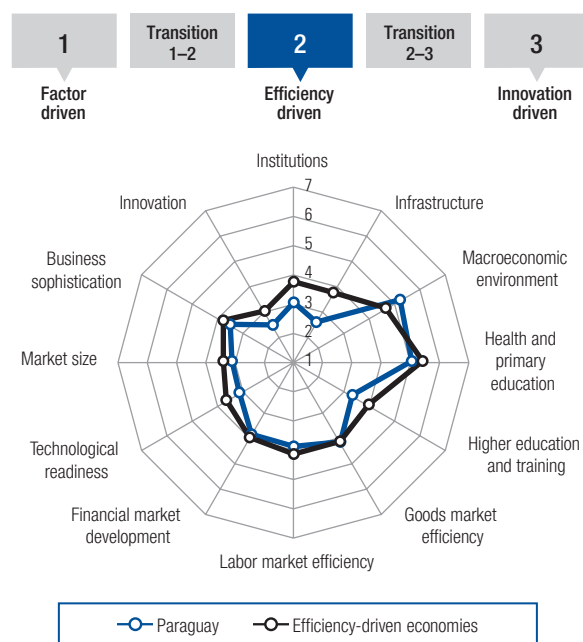 1
Transition
1–2
2
Transition
2–3
3
Factor
driven
Efficiency
driven
Innovation
driven
Institutions
Infrastructure
Macroeconomic
environment
Health and
primary
education
Higher education
and training
Goods market
efficiency
Labor market efficiency
Financial market
development
Technological
readiness
Market size
Business
sophistication
Innovation
7
6
5
4
3
2
1
Paraguay
Efficiency-driven economies